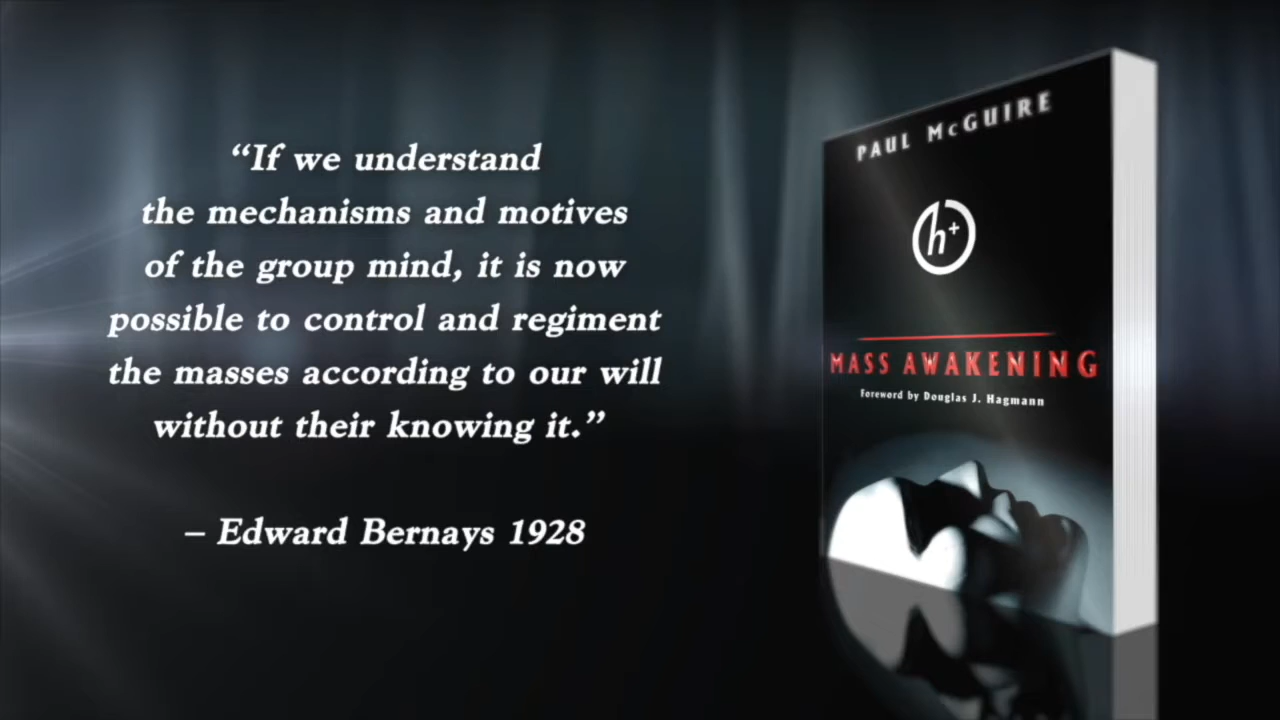 “If we understand
the mechanisms and motives
of the group mind, it is now
possible to control and regiment
the masses according to our will
without their knowing it.”
– Edward Bernays 1928
PAUL McGUIRE
h+
MASS AWAKENING
Foreword by Douglas J. Hagmann